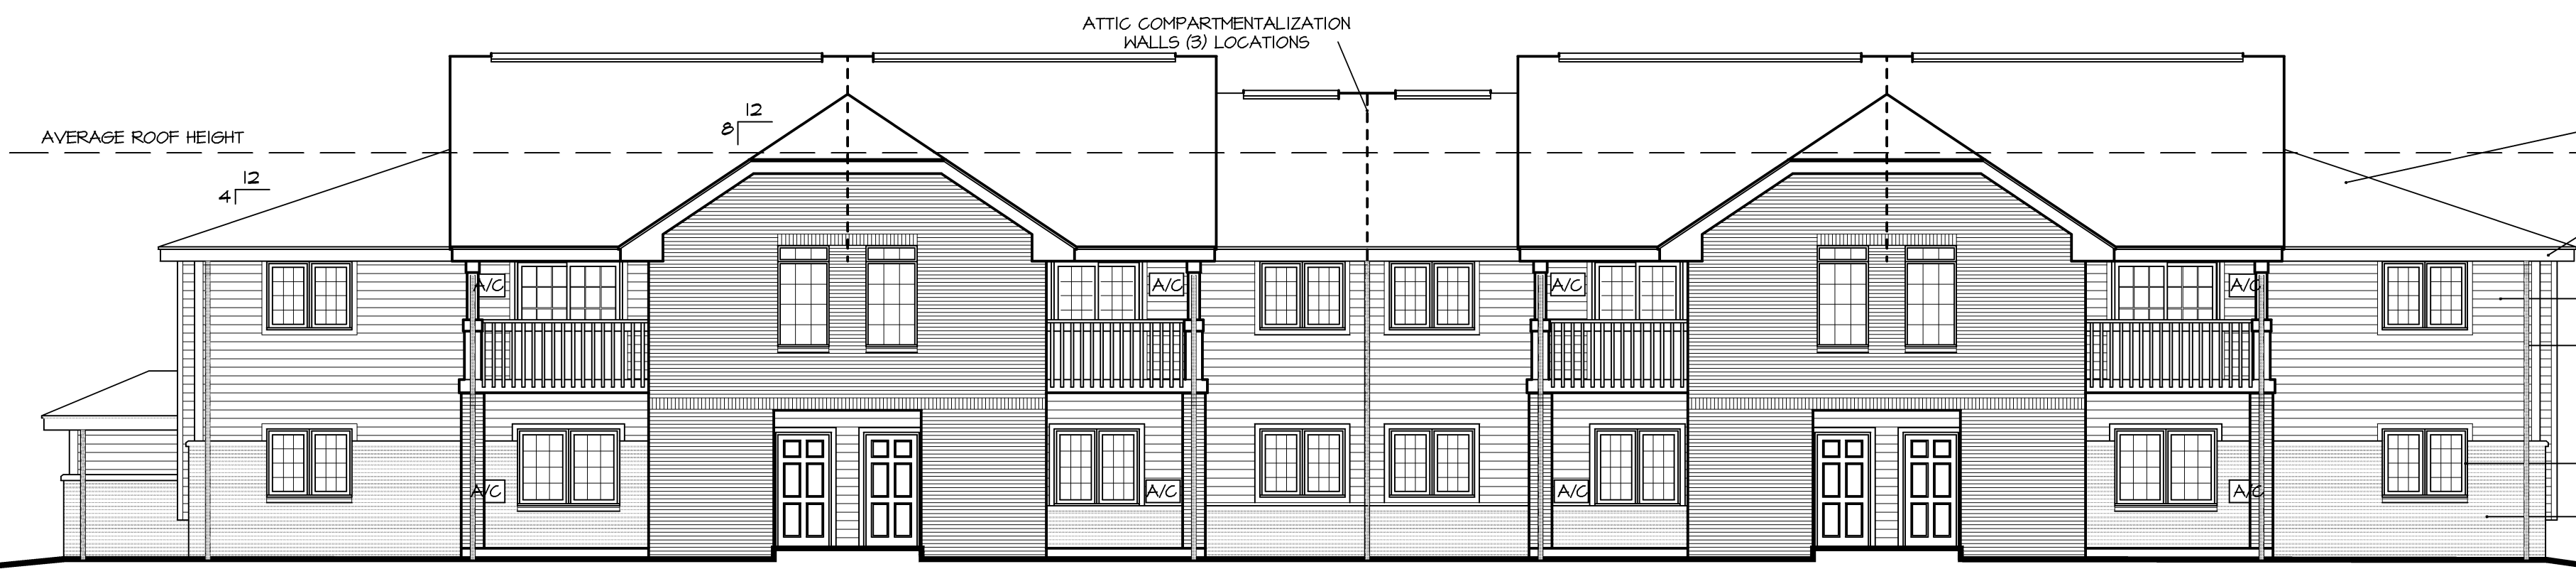 ATTIC COMPARTMENTALIZATION
WALLS (3) LOCATIONS
AVERAGE ROOF HEIGHT
12
8
12
4
A/C
A/C
A/C
A/C
A/C
A/C
A/C
A/C